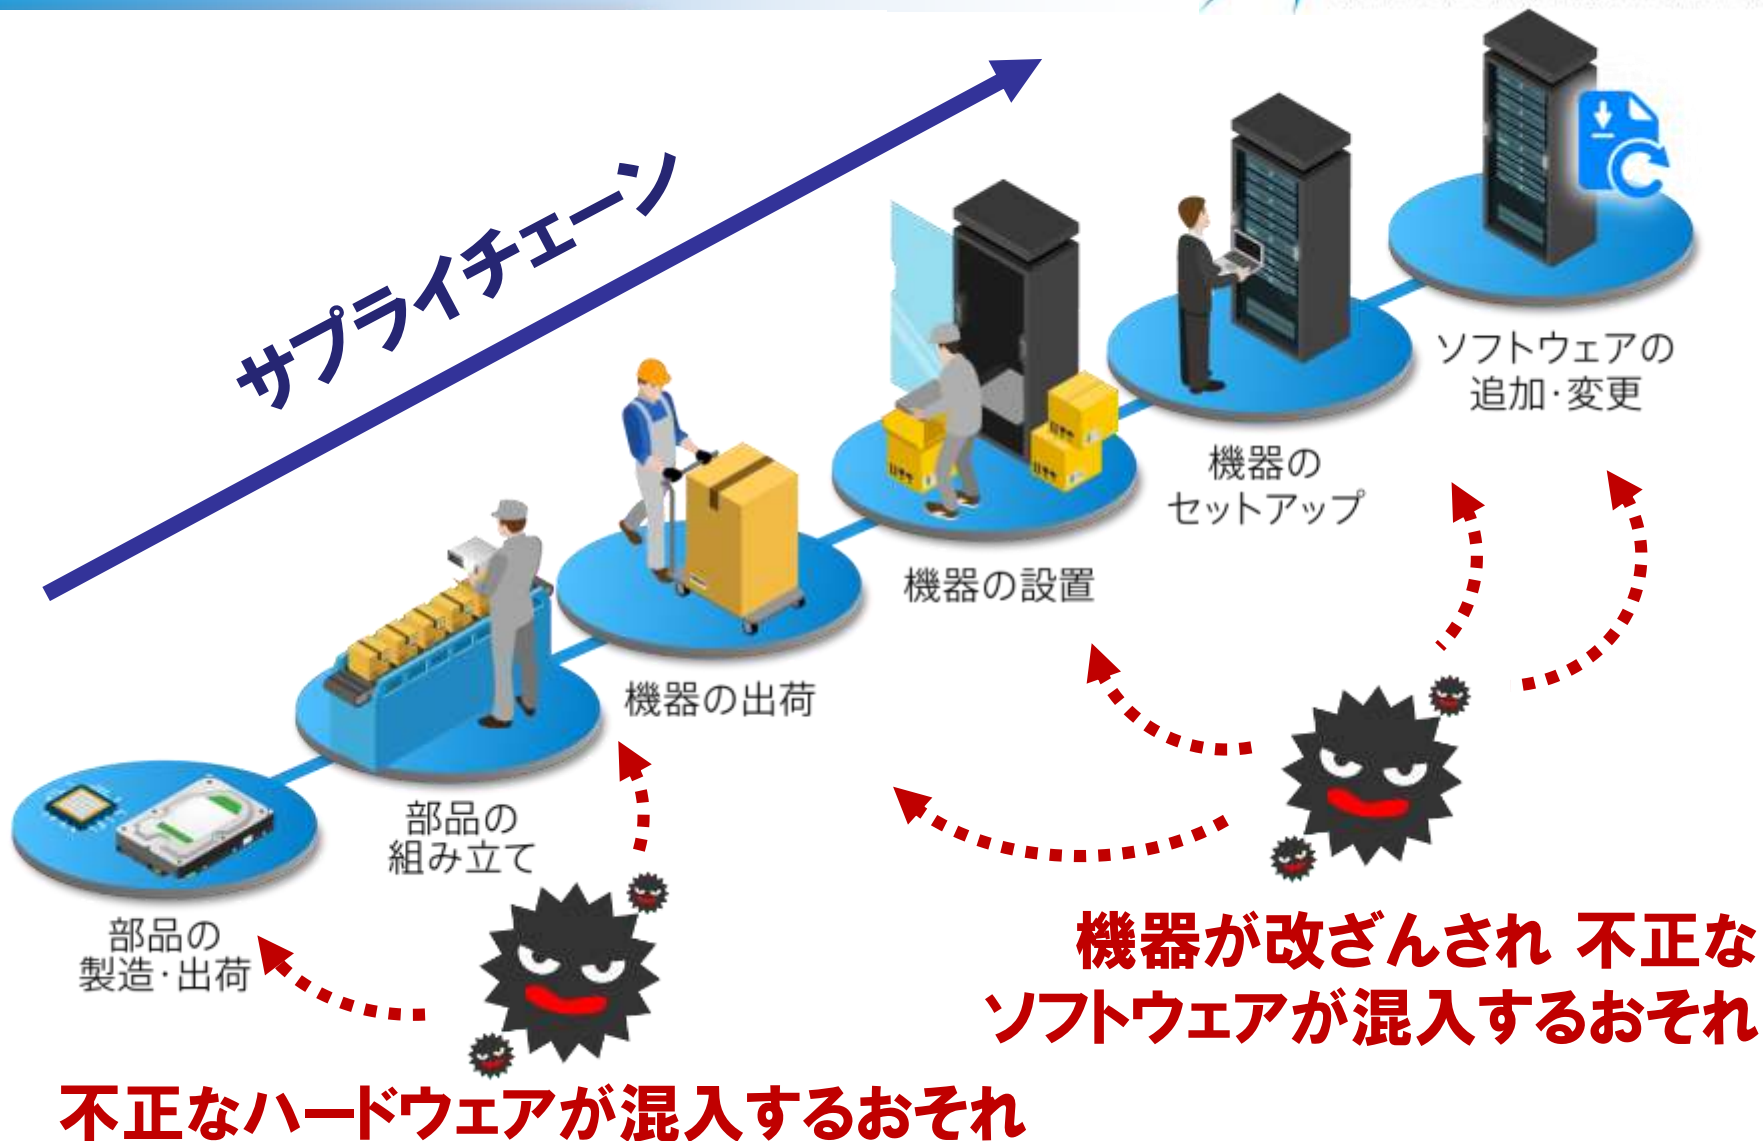 サプライチェーン
部品の
製造・出荷
部品の
組み立て
機器の出荷
機器の設置
機器の
セットアップ
ソフトウェアの
追加・変更
不正なハードウェアが混入するおそれ
機器が改ざんされ 不正な
ソフトウェアが混入するおそれ